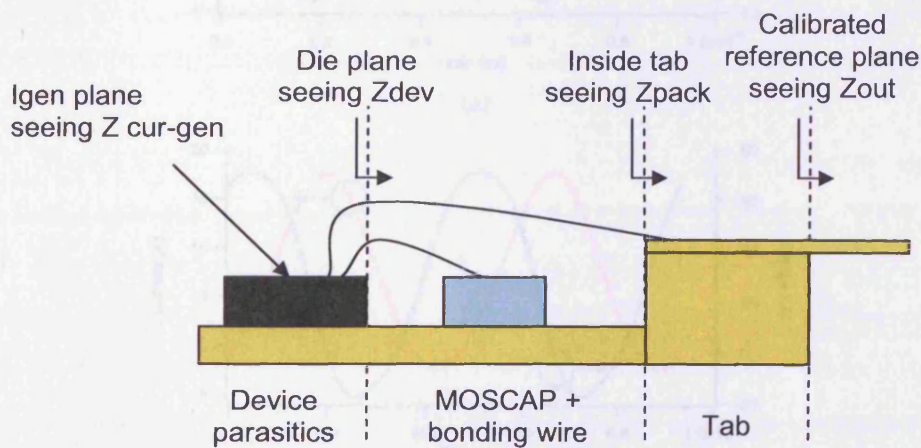 Igen plane
seeing Z cur-gen
Die plane
seeing Zdev
Inside tab
seeing Zpack
Calibrated
reference plane
seeing Zout
Device
parasitics
MOSCAP +
bonding wire
Tab